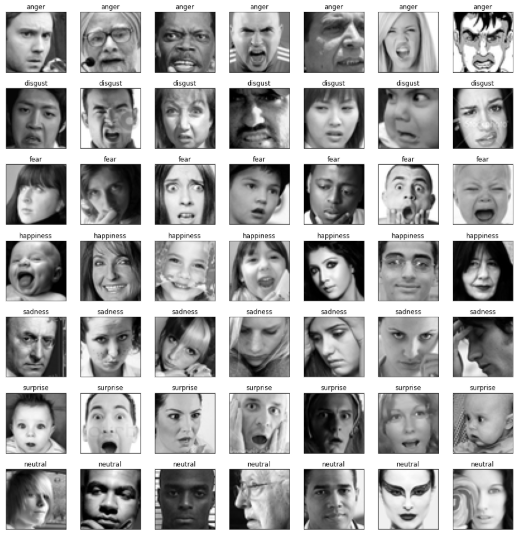 anger anger anger anger anger anger anger
disgust disgust disgust disgust disgust disgust disgust
fear fear fear fear fear fear fear
happiness happiness happiness happiness happiness happiness happiness
sadness sadness sadness sadness sadness sadness sadness
surprise surprise surprise surprise surprise surprise surprise
neutral neutral neutral neutral neutral neutral neutral